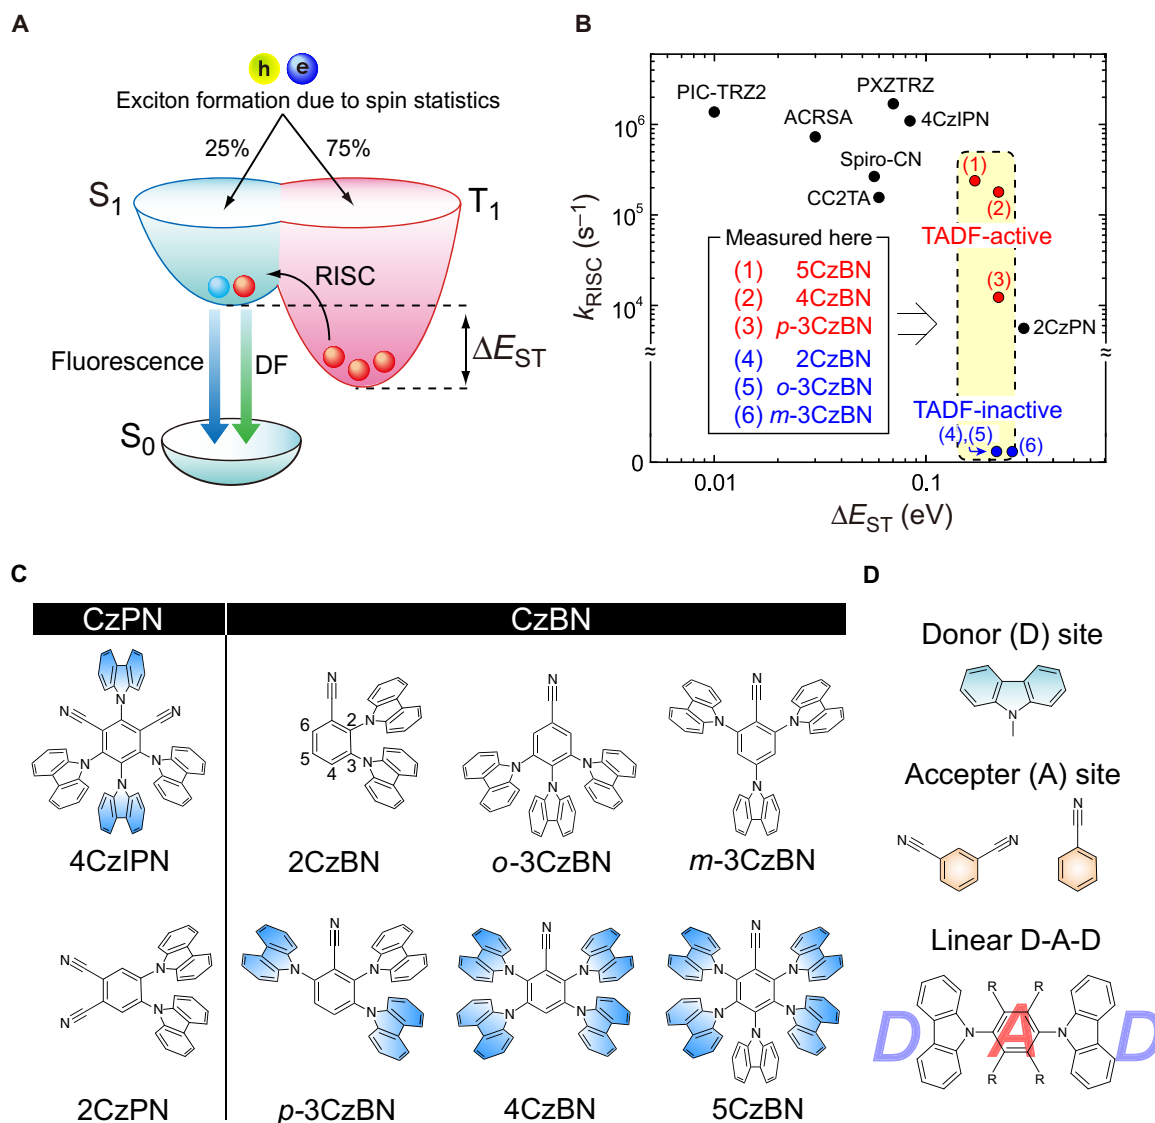 A
h e
Exciton formation due to spin statistics
25% 75%
S1 T1
RISC
Fluorescence DF
ΔEST
S0
B
kRISC (s−1)
10^6
10^5
10^4
0
0.01 0.1
ΔEST (eV)
PIC-TRZ2
ACRSA
PXZTRZ
4CzIPN
Spiro-CN
CC2TA
(1)
(2)
TADF-active
(3)
2CzPN
TADF-inactive
(4),(5)
(6)
Measured here
(1) 5CzBN
(2) 4CzBN
(3) p-3CzBN
(4) 2CzBN
(5) o-3CzBN
(6) m-3CzBN
C
CzPN CzBN
N N
N
N N
N
4CzIPN
N
6 2 N
5 3 N
4
2CzBN
N
N N
N
o-3CzBN
N
N N
N
m-3CzBN
N N
N N
2CzPN
N
N N
N
p-3CzBN
N
N N
N N
4CzBN
N
N N
N N
N
5CzBN
D
Donor (D) site
N
Accepter (A) site
N N
N
Linear D-A-D
R R
D N A N D
R R